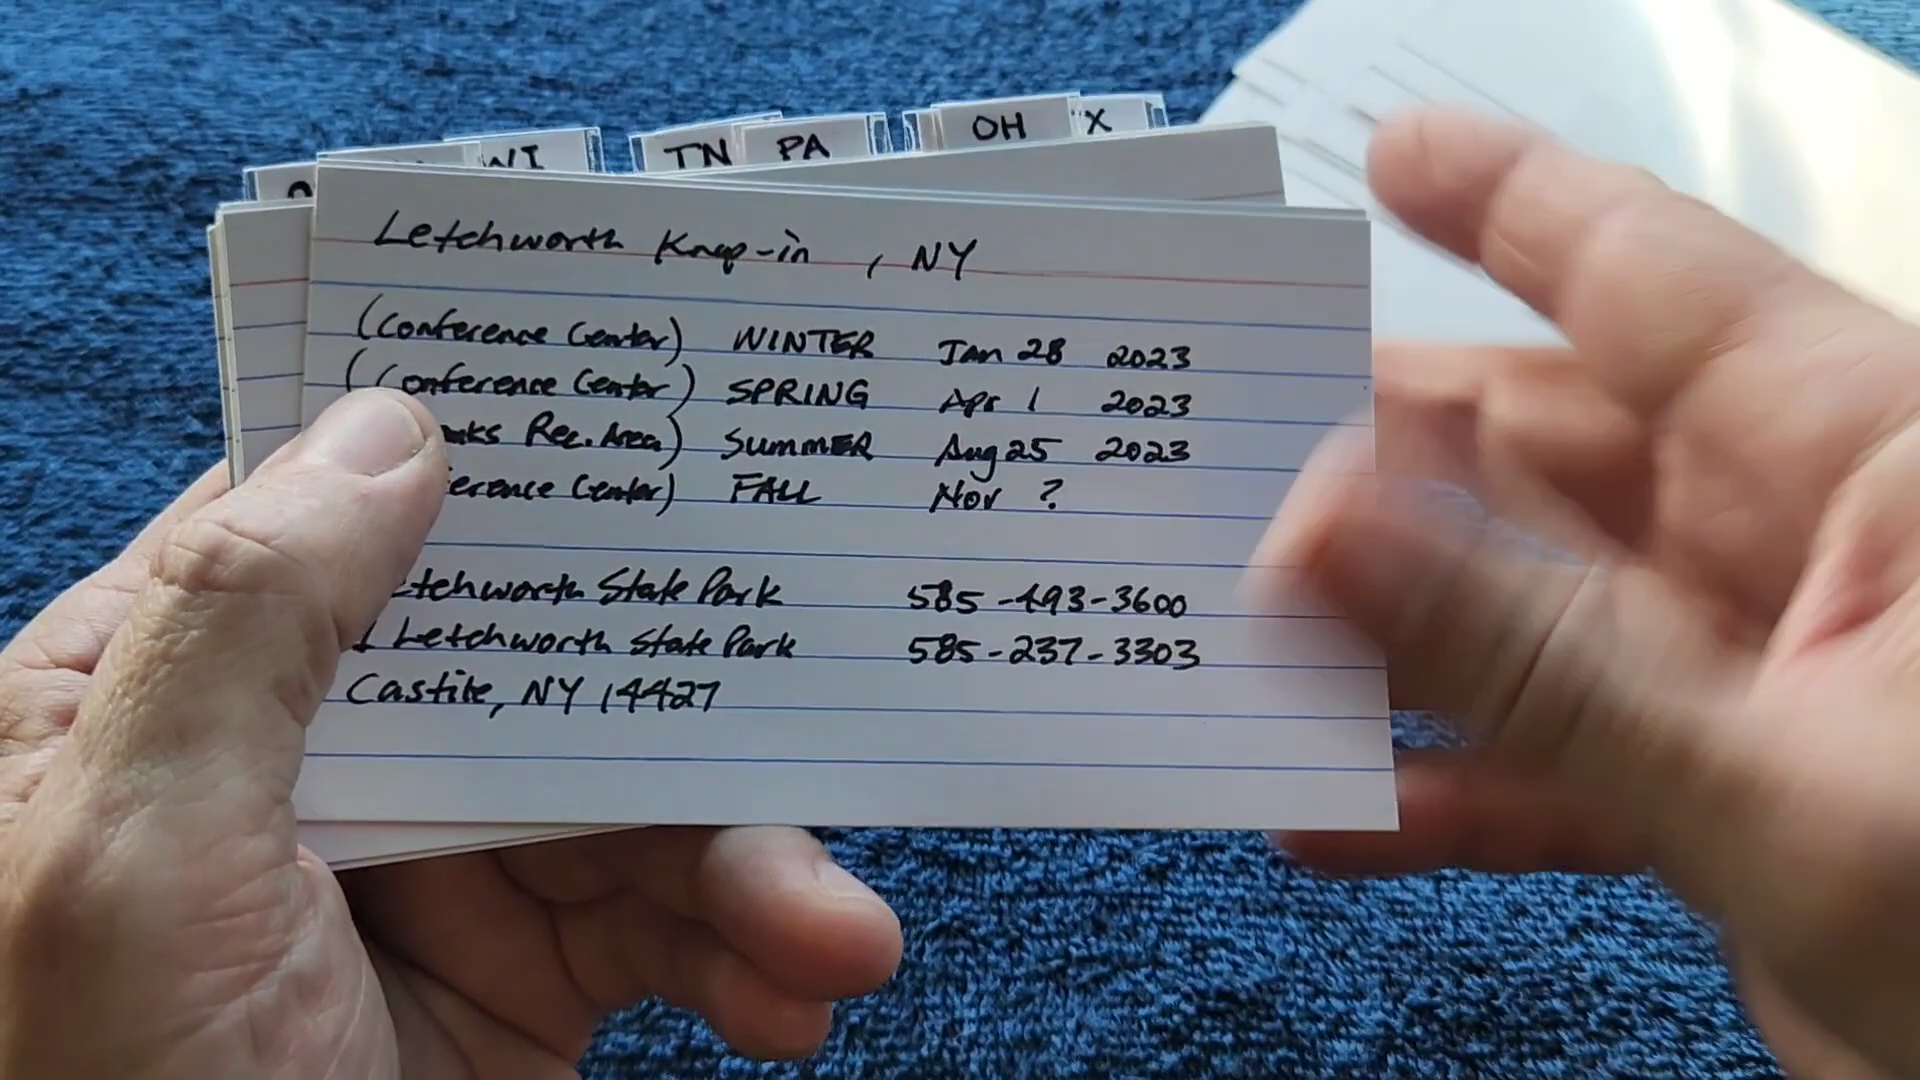 WI TN PA OH X
Letchworth Knap-in, NY
(Conference Center) WINTER Jan 28 2023
(Conference Center) SPRING Apr 1 2023
Rec. Area) SUMMER Aug 25 2023
Center) FALL Nov ?
State Park 585-493-3600
1 Letchworth State Park 585-237-3303
Castile, NY 14427